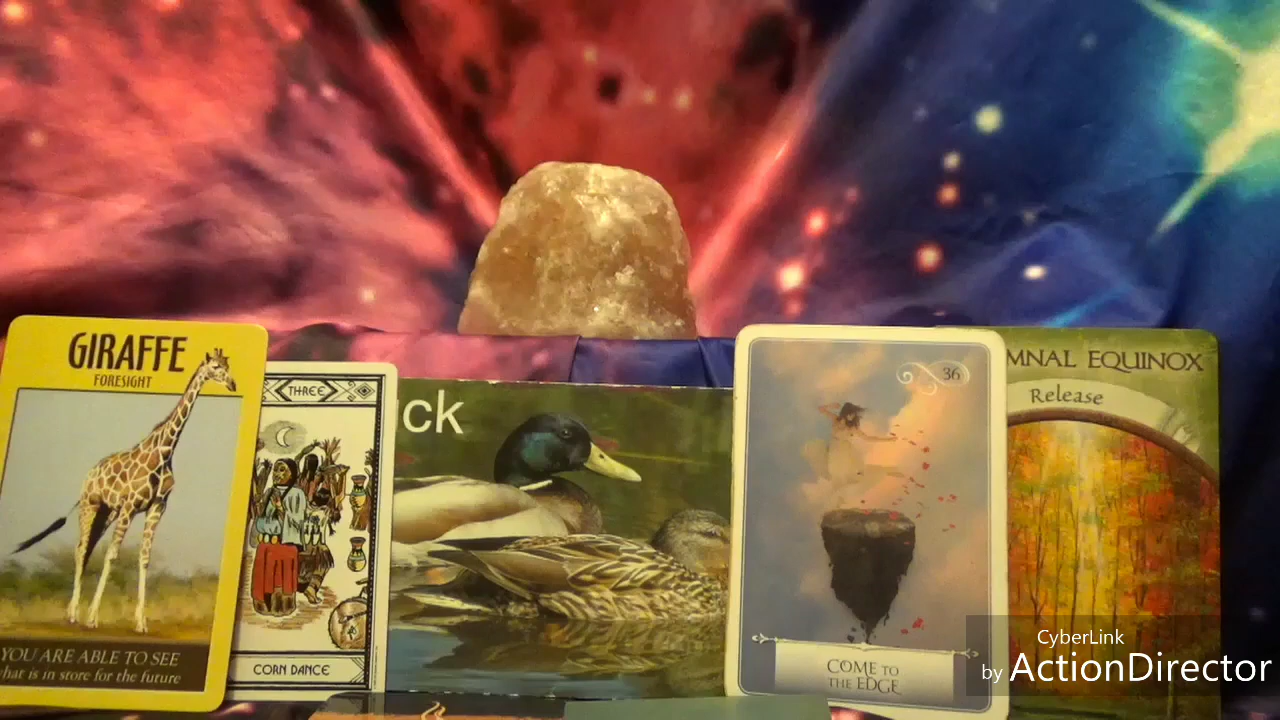 GIRAFFE
FORESIGHT
YOU ARE ABLE TO SEE
what is in store for the future
THREE
CORN DANCE
ck
36
COME TO
THE EDGE
MNAL EQUINOX
Release
CyberLink
by ActionDirector